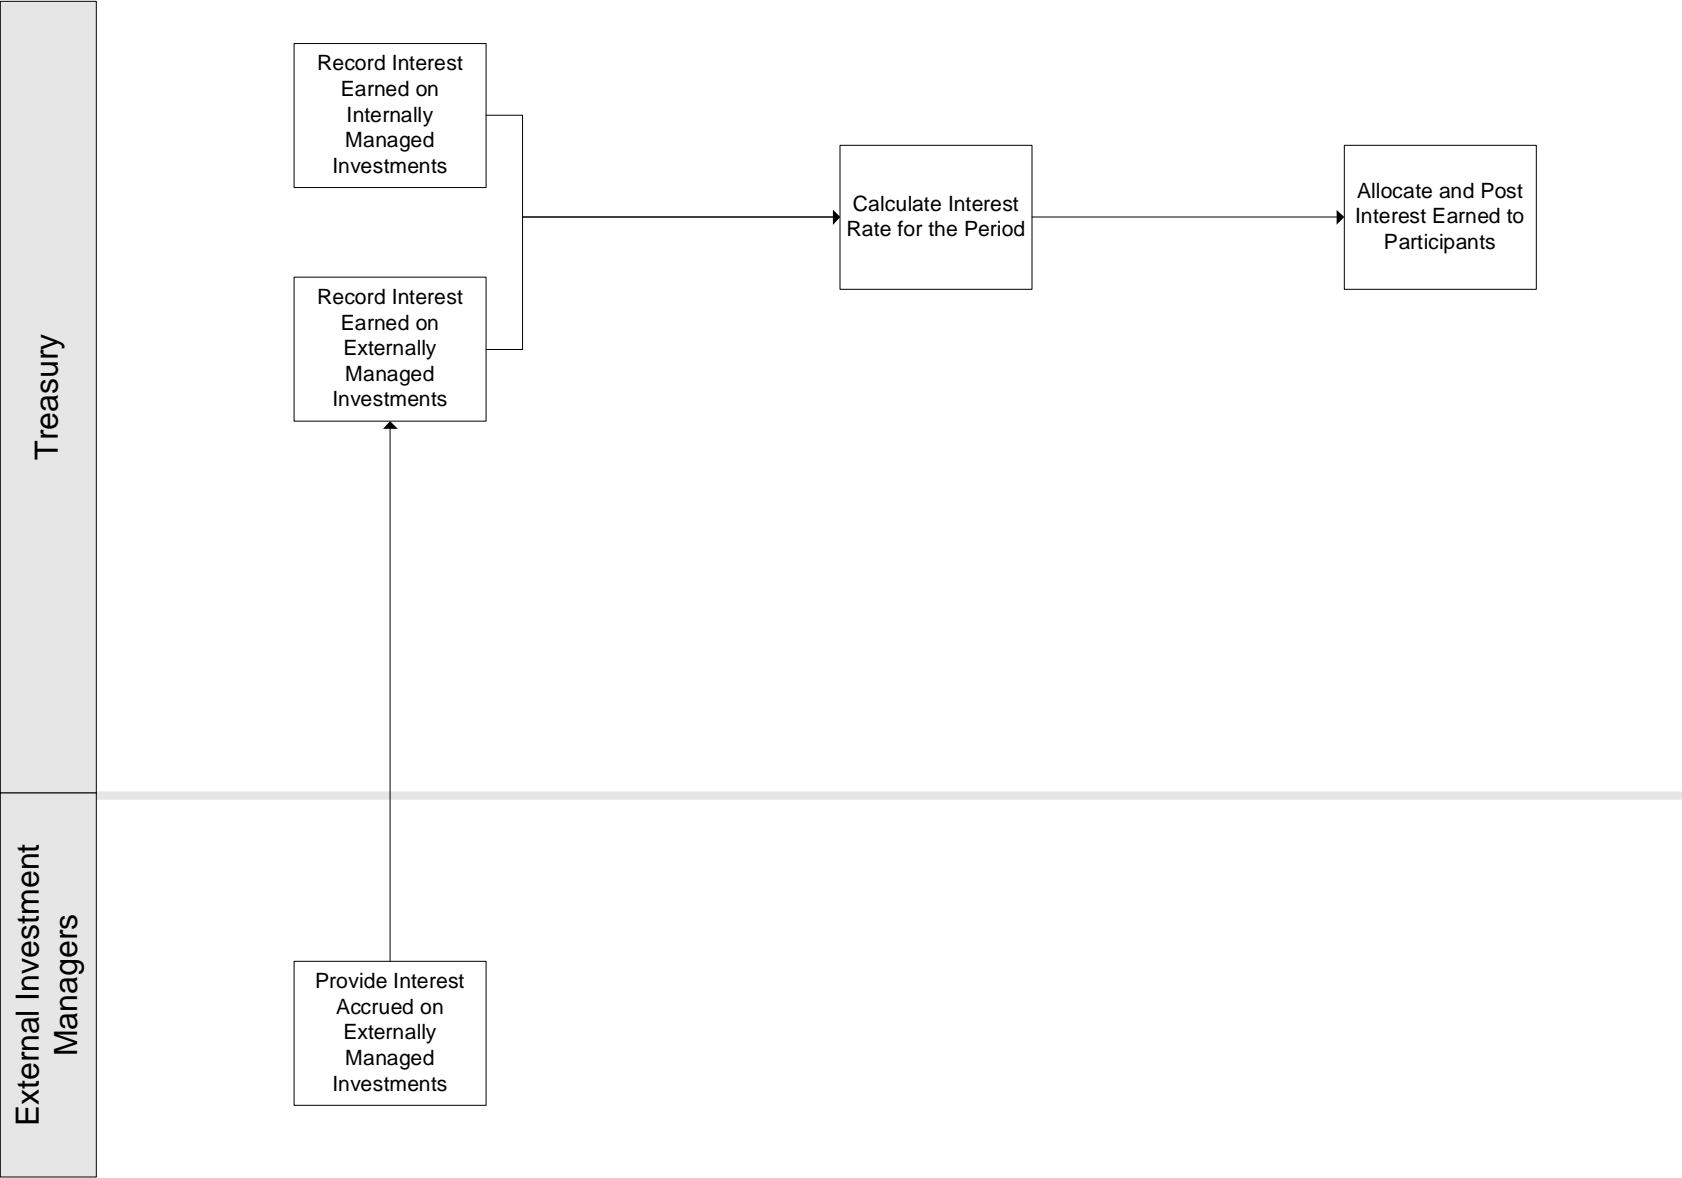 Treasury
Record Interest
Earned on
Internally
Managed
Investments
Record Interest
Earned on
Externally
Managed
Investments
Calculate Interest
Rate for the Period
Allocate and Post
Interest Earned to
Participants
External Investment
Managers
Provide Interest
Accrued on
Externally
Managed
Investments